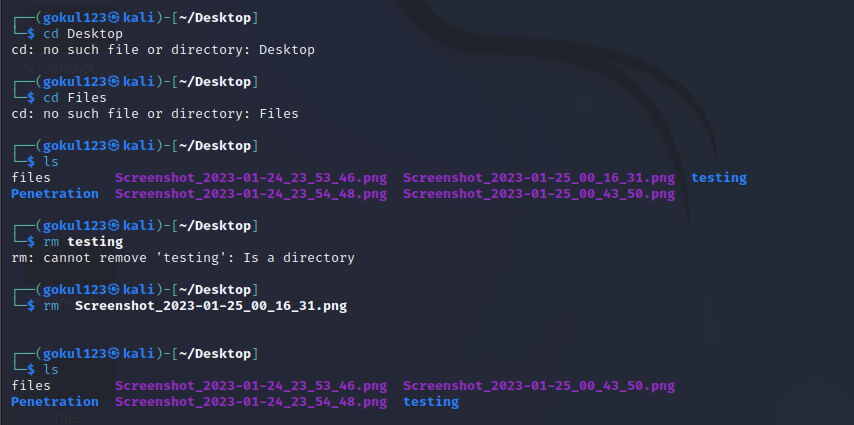 ┌──(gokul123㉿kali)-[~/Desktop]
└─$ cd Desktop
cd: no such file or directory: Desktop
┌──(gokul123㉿kali)-[~/Desktop]
└─$ cd Files
cd: no such file or directory: Files
┌──(gokul123㉿kali)-[~/Desktop]
└─$ ls
files        Screenshot_2023-01-24_23_53_46.png  Screenshot_2023-01-25_00_16_31.png  testing
Penetration  Screenshot_2023-01-24_23_54_48.png  Screenshot_2023-01-25_00_43_50.png
┌──(gokul123㉿kali)-[~/Desktop]
└─$ rm testing
rm: cannot remove 'testing': Is a directory
┌──(gokul123㉿kali)-[~/Desktop]
└─$ rm  Screenshot_2023-01-25_00_16_31.png
┌──(gokul123㉿kali)-[~/Desktop]
└─$ ls
files        Screenshot_2023-01-24_23_53_46.png  Screenshot_2023-01-25_00_43_50.png
Penetration  Screenshot_2023-01-24_23_54_48.png  testing
files